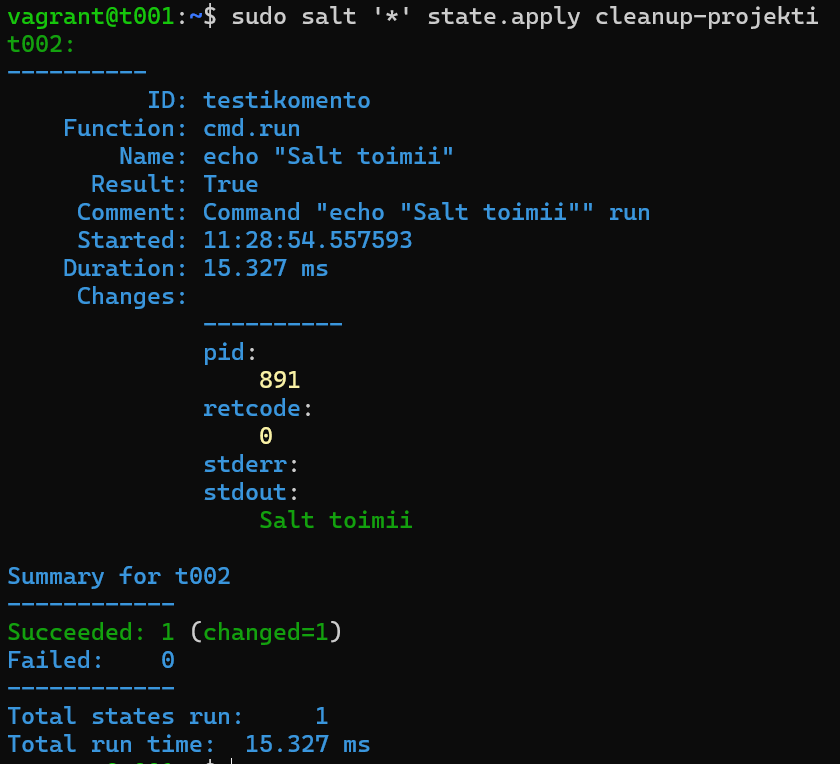 vagrant@t001:~$ sudo salt '*' state.apply cleanup-projekti
t002:
----------
          ID: testikomento
    Function: cmd.run
        Name: echo "Salt toimii"
      Result: True
     Comment: Command "echo "Salt toimii"" run
     Started: 11:28:54.557593
    Duration: 15.327 ms
     Changes:
              ----------
              pid:
                  891
              retcode:
                  0
              stderr:
              stdout:
                  Salt toimii

Summary for t002
------------
Succeeded: 1 (changed=1)
Failed:    0
------------
Total states run:     1
Total run time:  15.327 ms